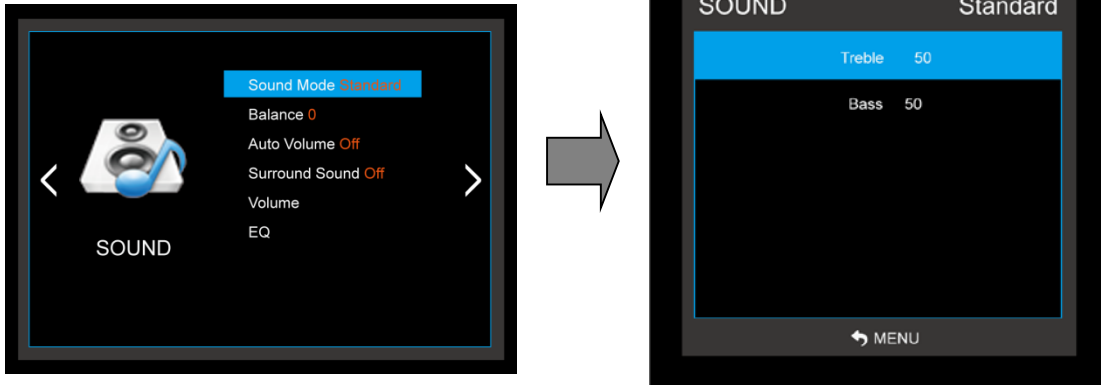 Sound Mode Standard
Balance 0
Auto Volume Off
Surround Sound Off
Volume
EQ
SOUND
SOUND Standard
Treble 50
Bass 50
MENU